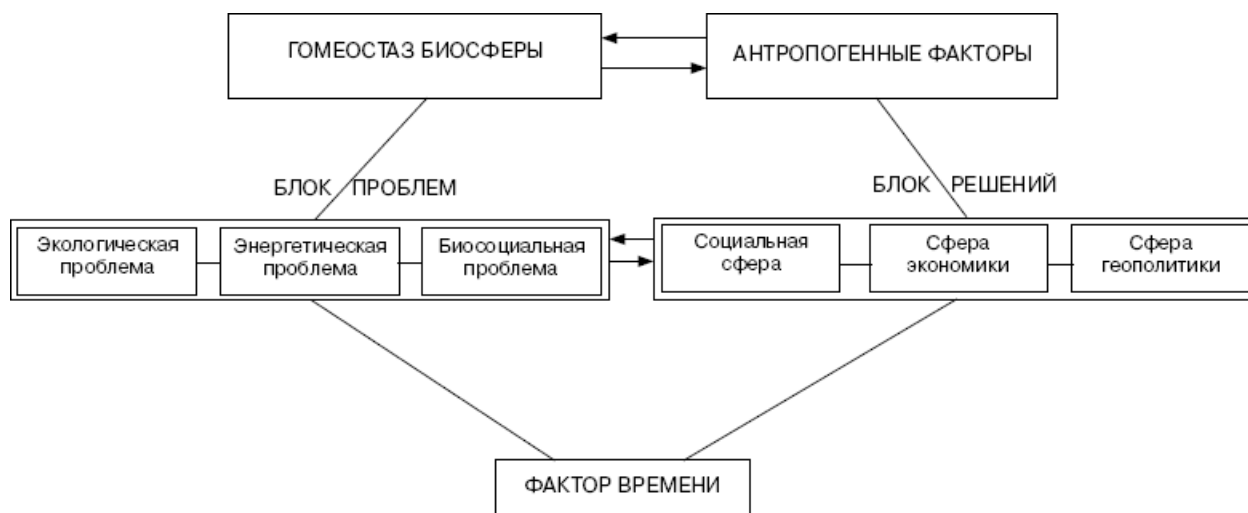 ГОМЕОСТАЗ БИОСФЕРЫ
АНТРОПОГЕННЫЕ ФАКТОРЫ
БЛОК ПРОБЛЕМ
БЛОК РЕШЕНИЙ
Экологическая
проблема
Энергетическая
проблема
Биосоциальная
проблема
Социальная
сфера
Сфера
экономики
Сфера
геополитики
ФАКТОР ВРЕМЕНИ